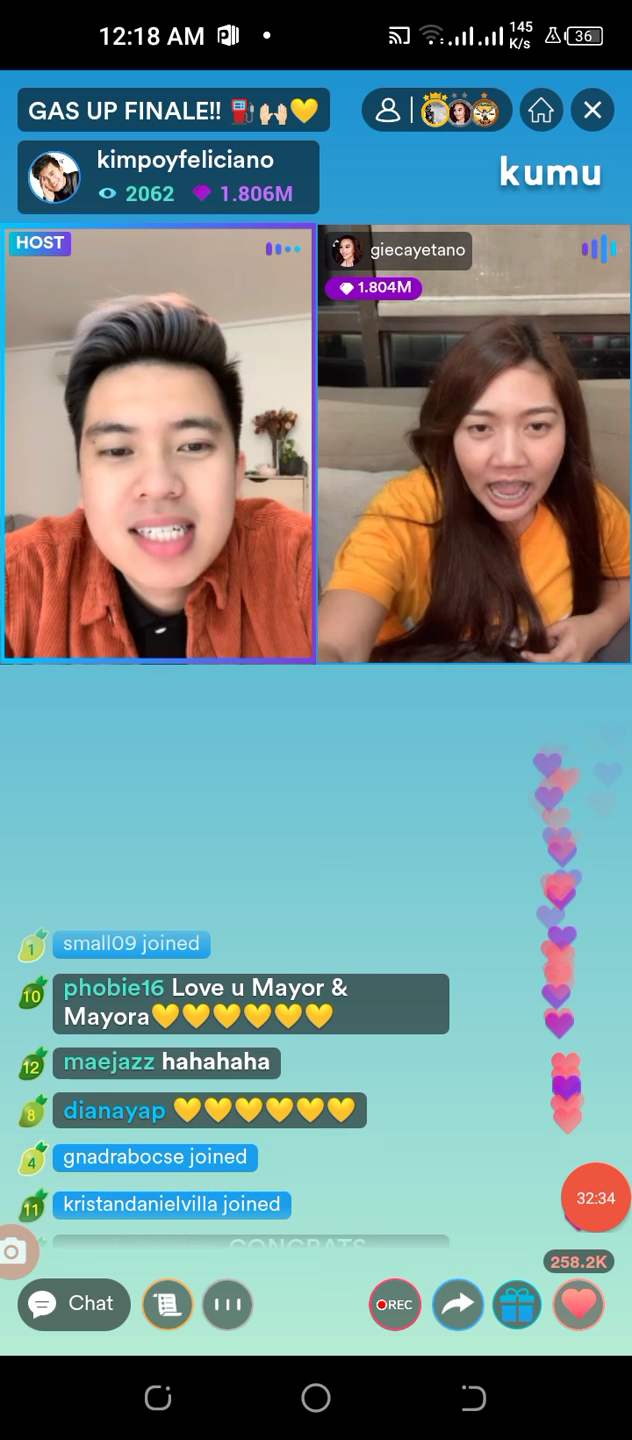 12:18 AM
145
K/s
36
GAS UP FINALE!! ⛽🙌🏻💛
kimpoyfeliciano
2062 1.806M
kumu
HOST
giecayetano
1.804M
1 small09 joined
10 phobie16 Love u Mayor &
Mayora💛💛💛💛💛💛
12 maejazz hahahaha
8 dianayap 💛💛💛💛💛💛
4 gnadrabocse joined
11 kristandanielvilla joined
32:34
CONGRATS
258.2K
Chat
REC